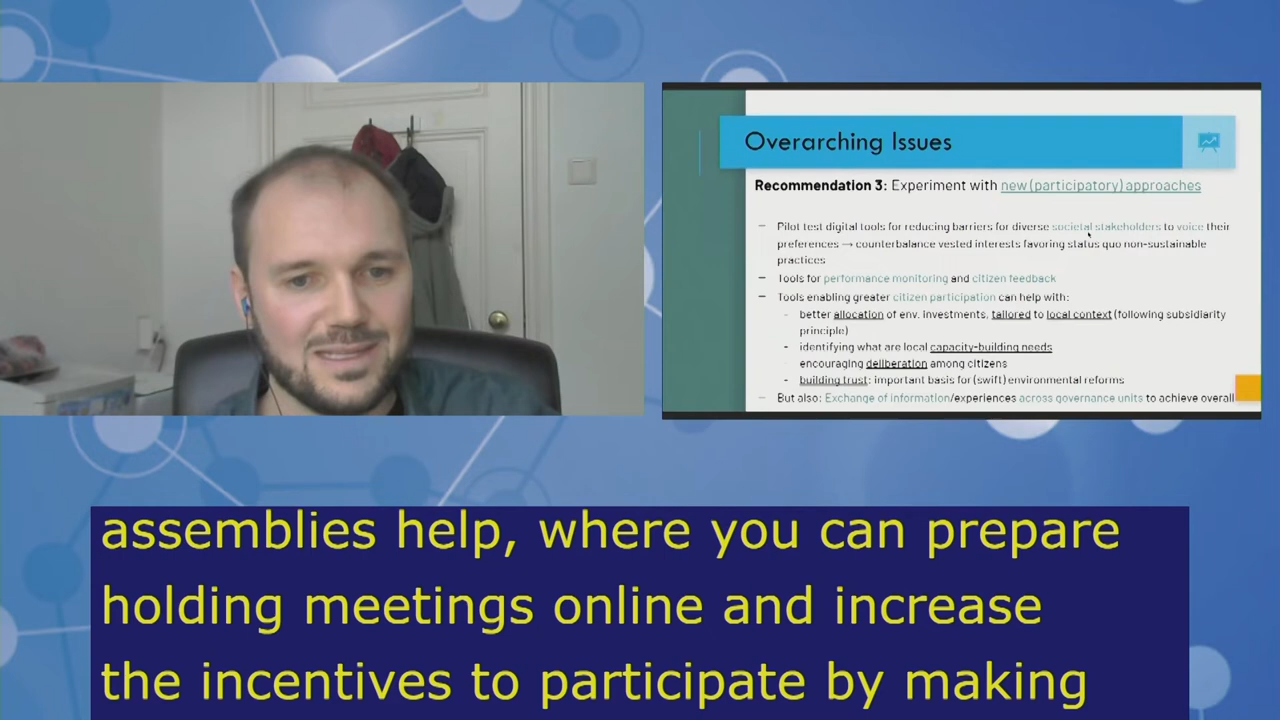 Overarching Issues
Recommendation 3: Experiment with new (participatory) approaches
– Pilot test digital tools for reducing barriers for diverse societal stakeholders to voice their
preferences → counterbalance vested interests favoring status quo non-sustainable
practices
– Tools for performance monitoring and citizen feedback
– Tools enabling greater citizen participation can help with:
- better allocation of env. investments, tailored to local context (following subsidiarity
principle)
- identifying what are local capacity-building needs
encouraging deliberation among citizens
- building trust: important basis for (swift) environmental reforms
– But also: Exchange of information/experiences across governance units to achieve overall
assemblies help, where you can prepare
holding meetings online and increase
the incentives to participate by making